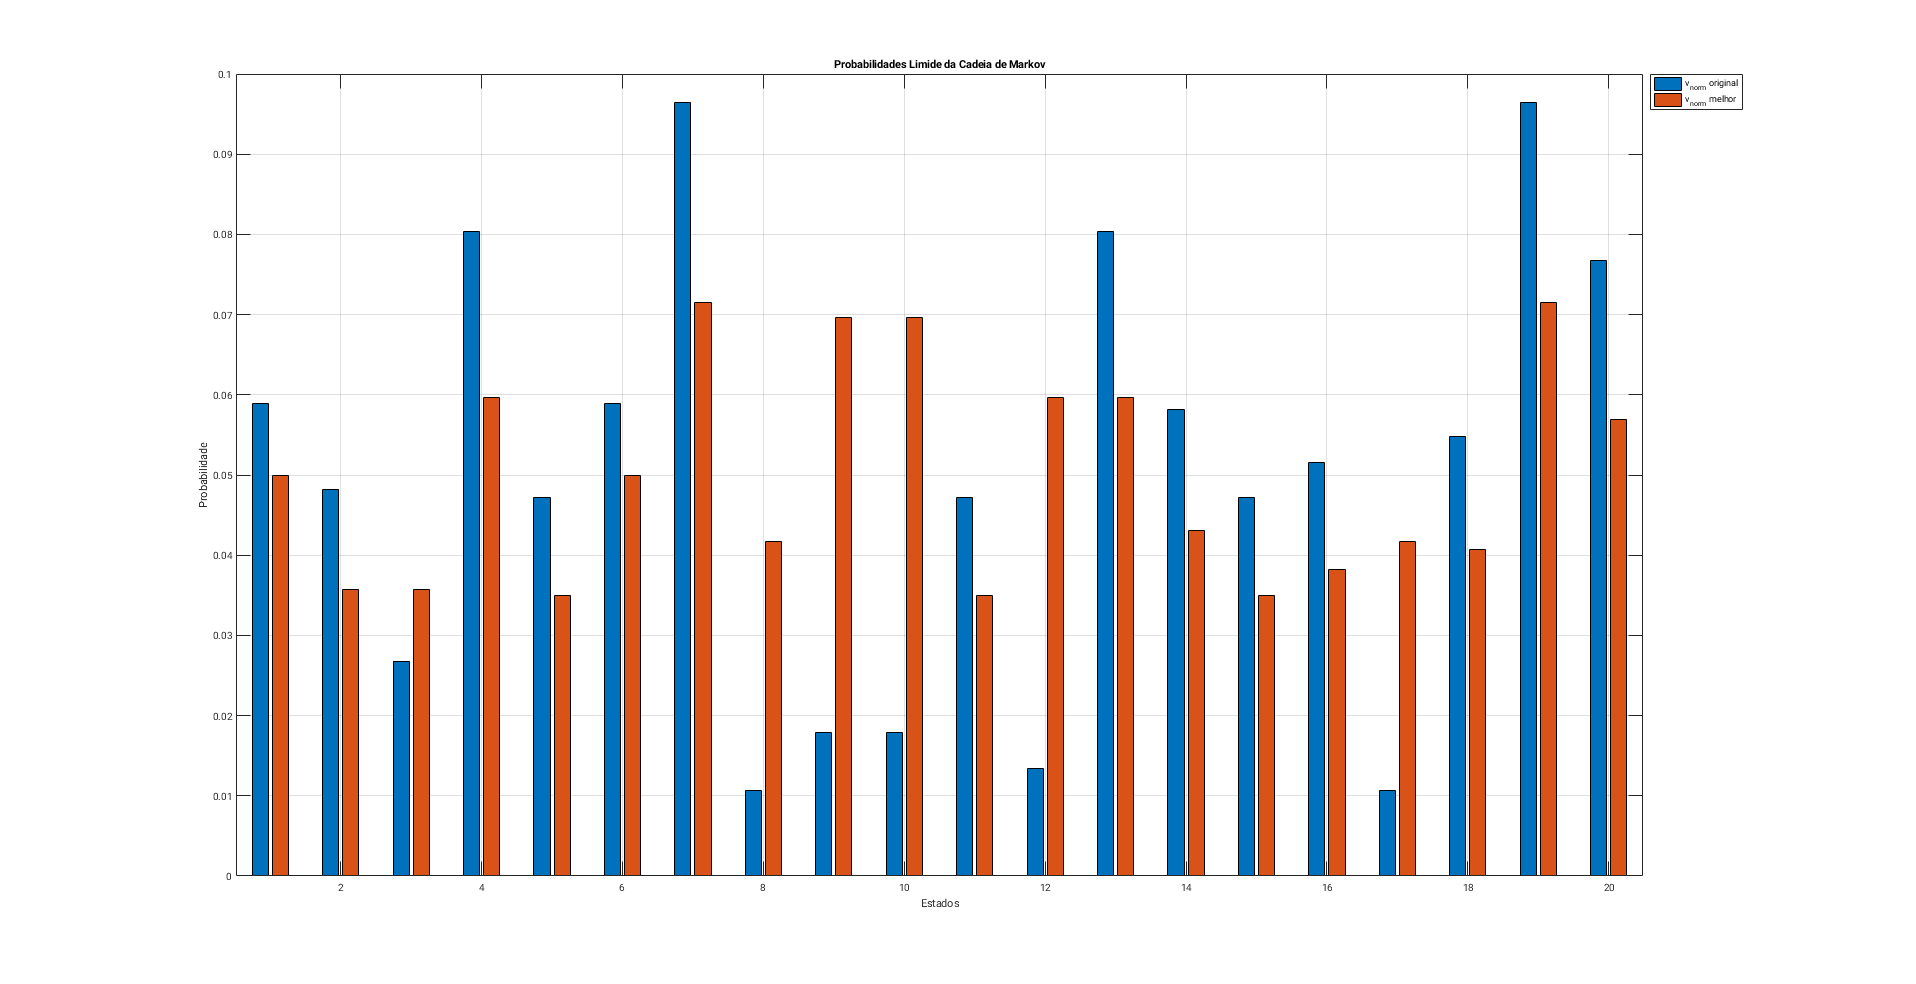 Probabilidades Limide da Cadeia de Markov
v_norm original
v_norm melhor
0.1
0.09
0.08
0.07
0.06
0.05
0.04
0.03
0.02
0.01
0
Probabilidade
2 4 6 8 10 12 14 16 18 20
Estados